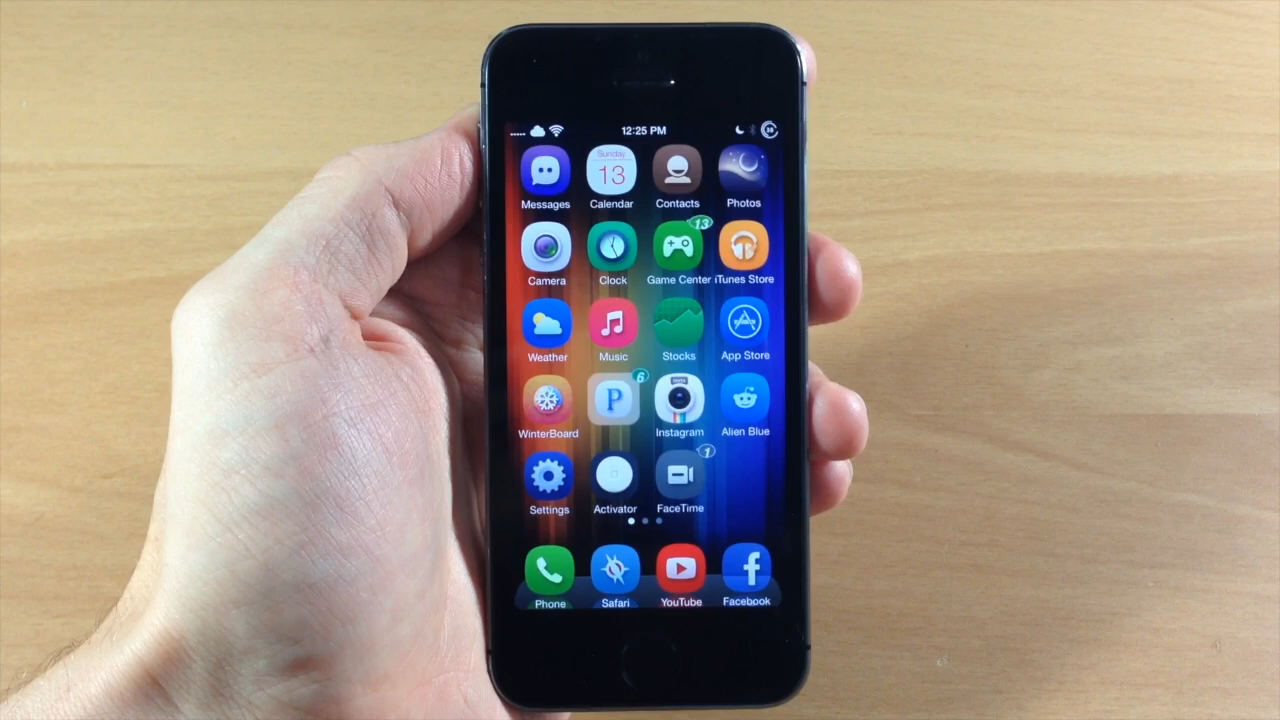 12:25 PM
38
Sunday
13
Messages Calendar Contacts Photos
13
Camera Clock Game Center iTunes Store
Weather Music Stocks App Store
6
P
WinterBoard Instagram Alien Blue
1
Settings Activator FaceTime
f
Phone Safari YouTube Facebook